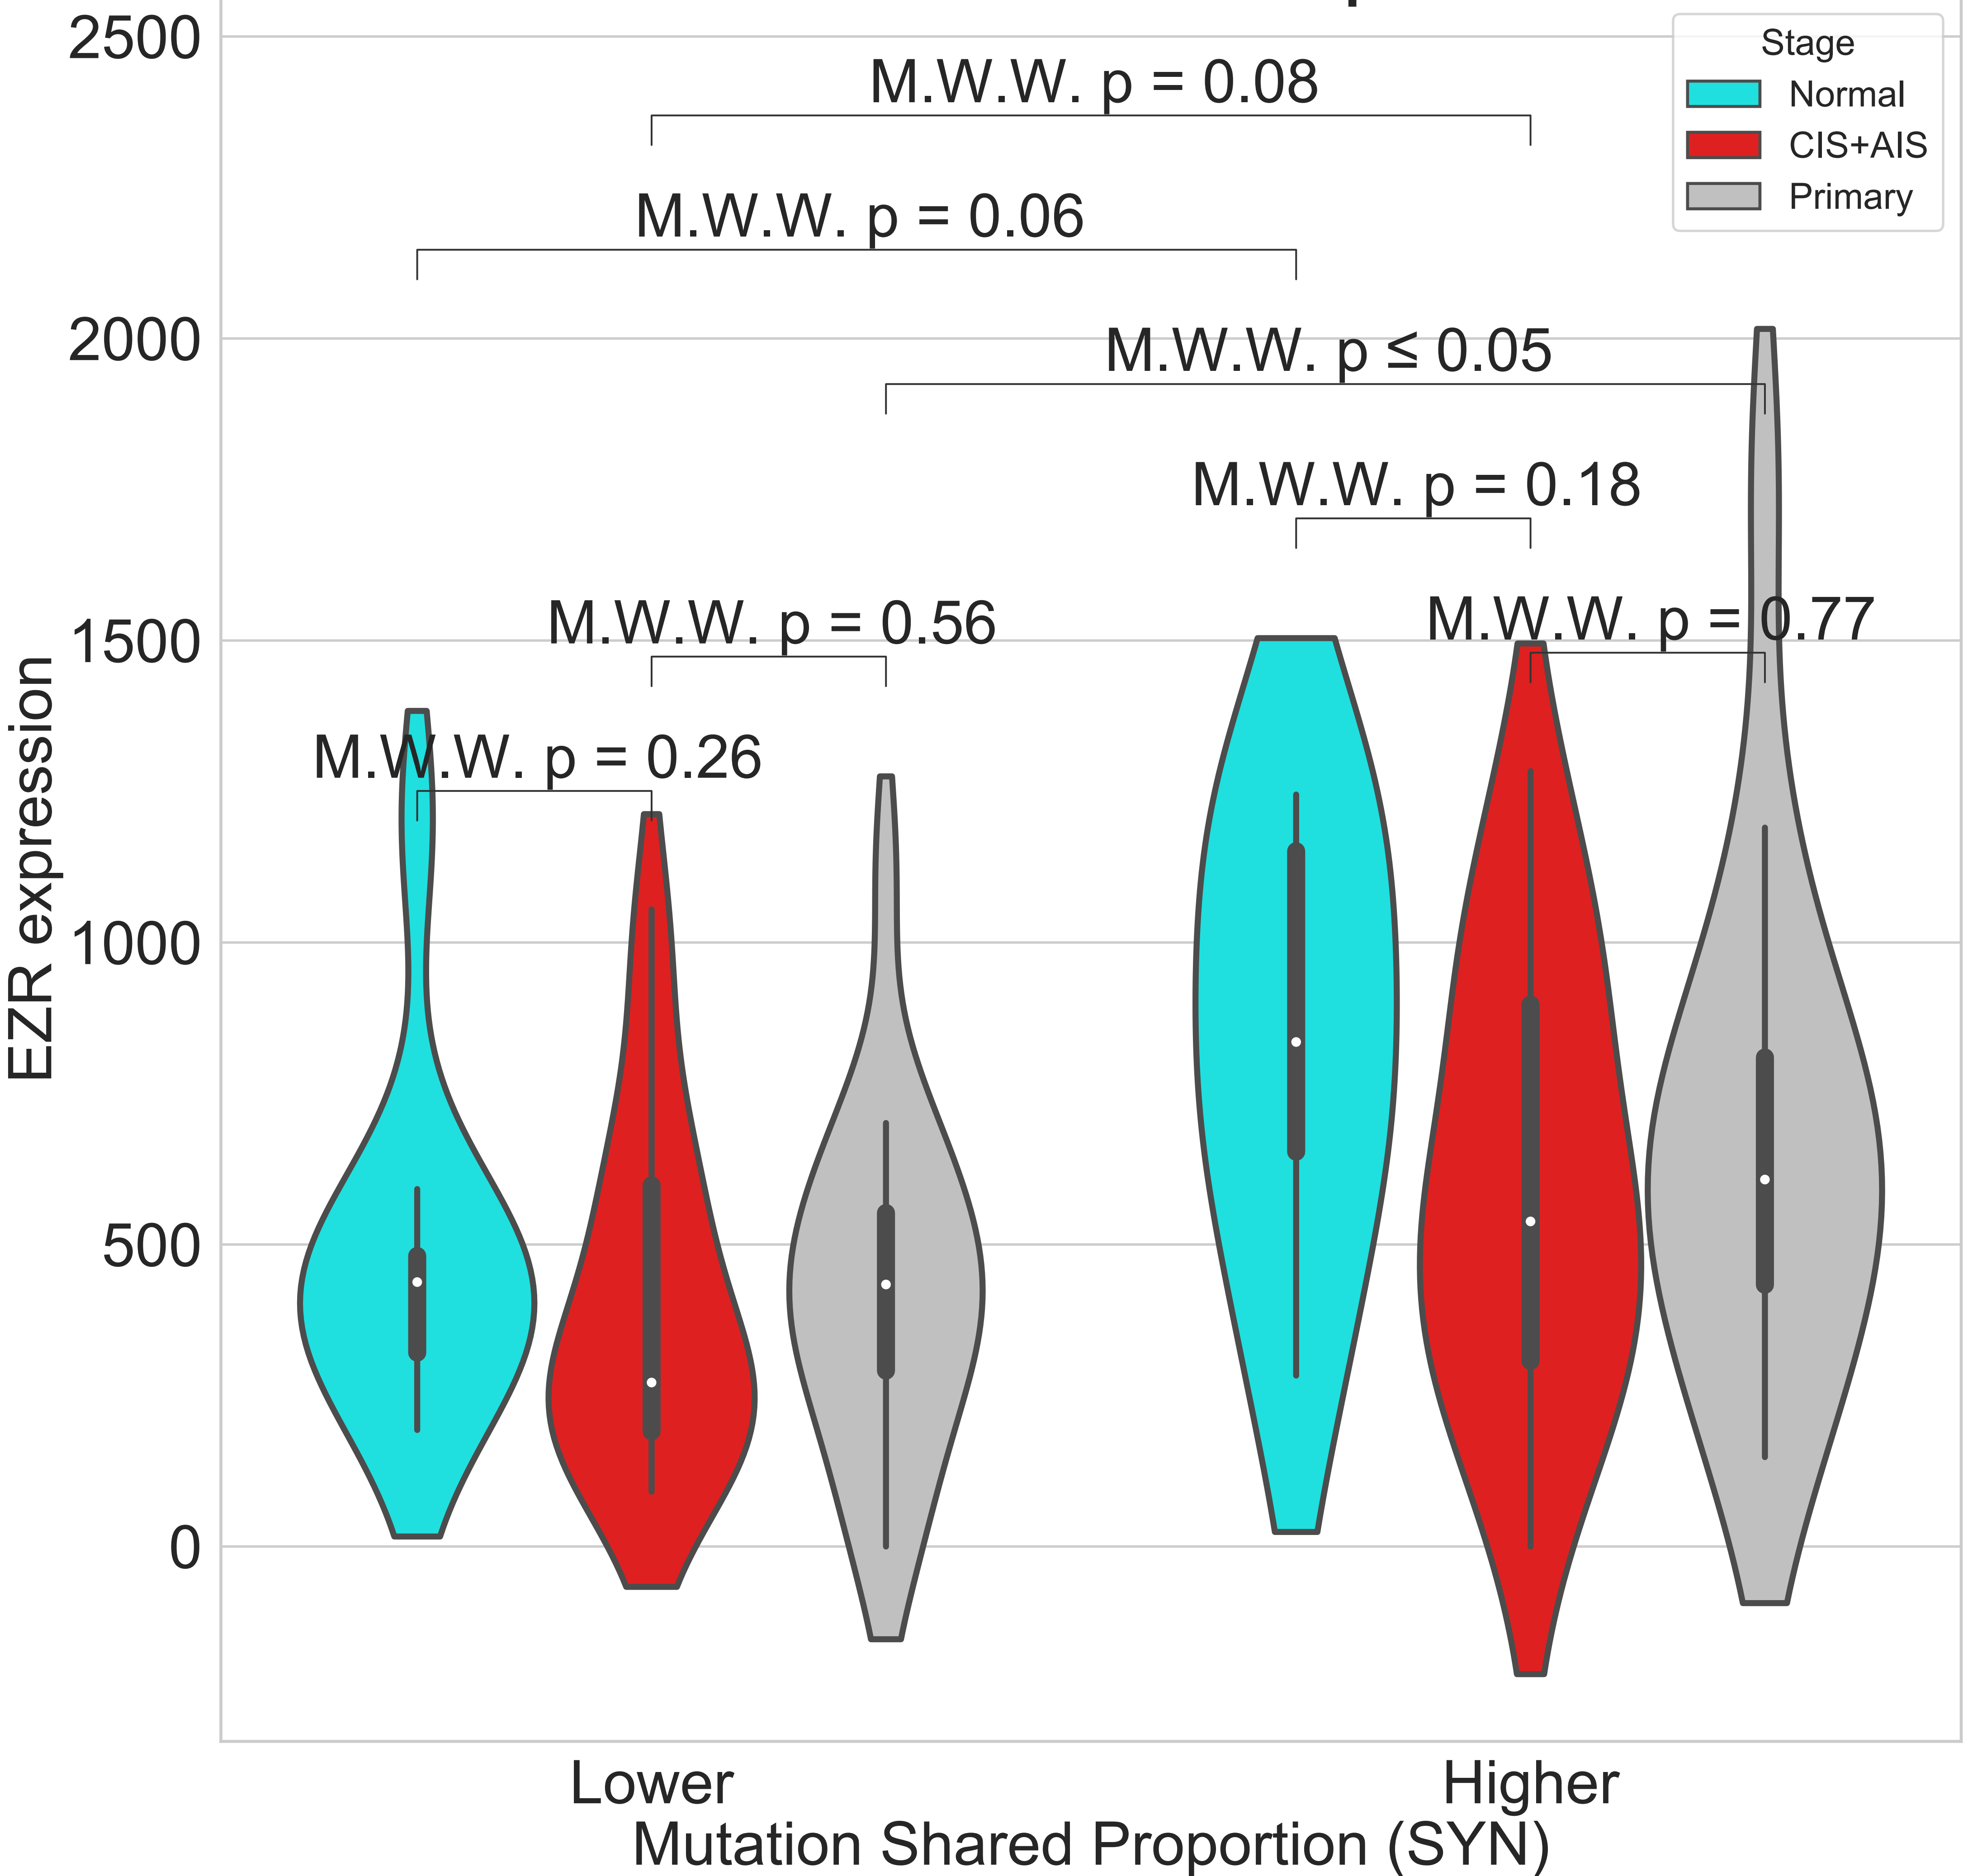 2500
2000
1500
1000
500
0
EZR expression
M.W.W. p = 0.08
M.W.W. p = 0.06
M.W.W. p ≤ 0.05
M.W.W. p = 0.18
M.W.W. p = 0.56
M.W.W. p = 0.77
M.W.W. p = 0.26
Stage
Normal
CIS+AIS
Primary
Lower
Higher
Mutation Shared Proportion (SYN)